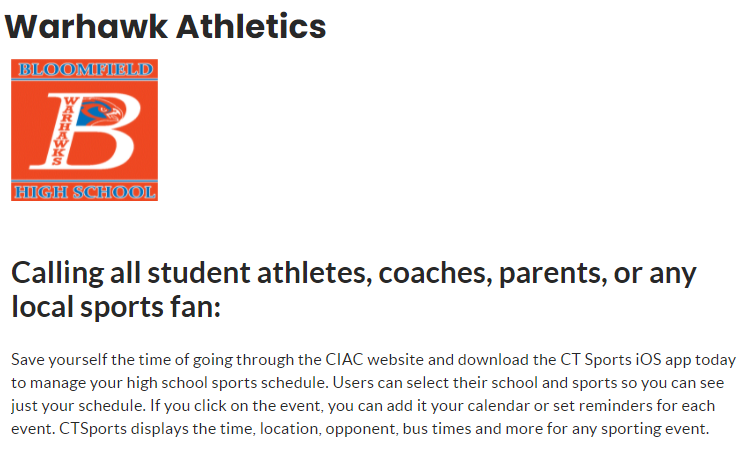 Warhawk Athletics
BLOOMFIELD
WARHAWKS
B
HIGH SCHOOL
Calling all student athletes, coaches, parents, or any
local sports fan:
Save yourself the time of going through the CIAC website and download the CT Sports iOS app today
to manage your high school sports schedule. Users can select their school and sports so you can see
just your schedule. If you click on the event, you can add it your calendar or set reminders for each
event. CTSports displays the time, location, opponent, bus times and more for any sporting event.